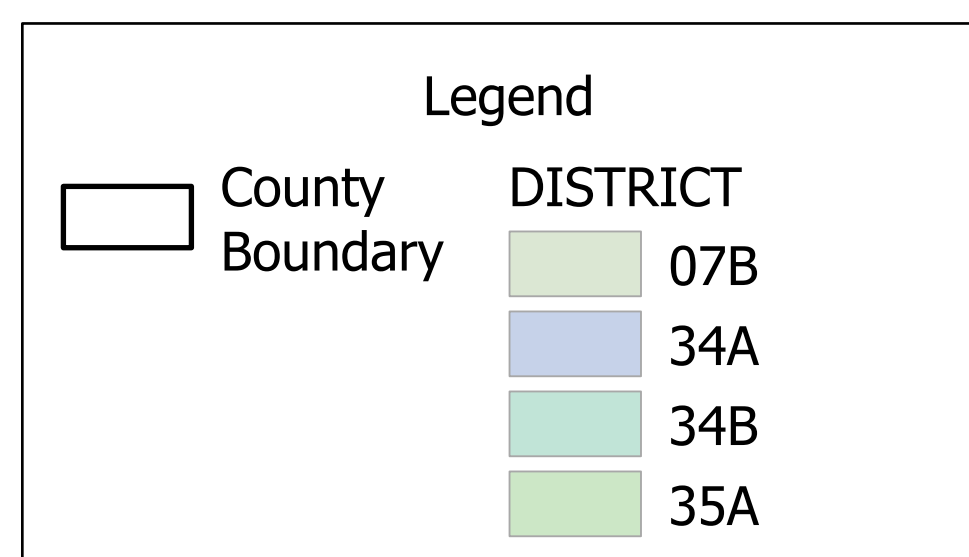 Legend
County
Boundary
DISTRICT
07B
34A
34B
35A